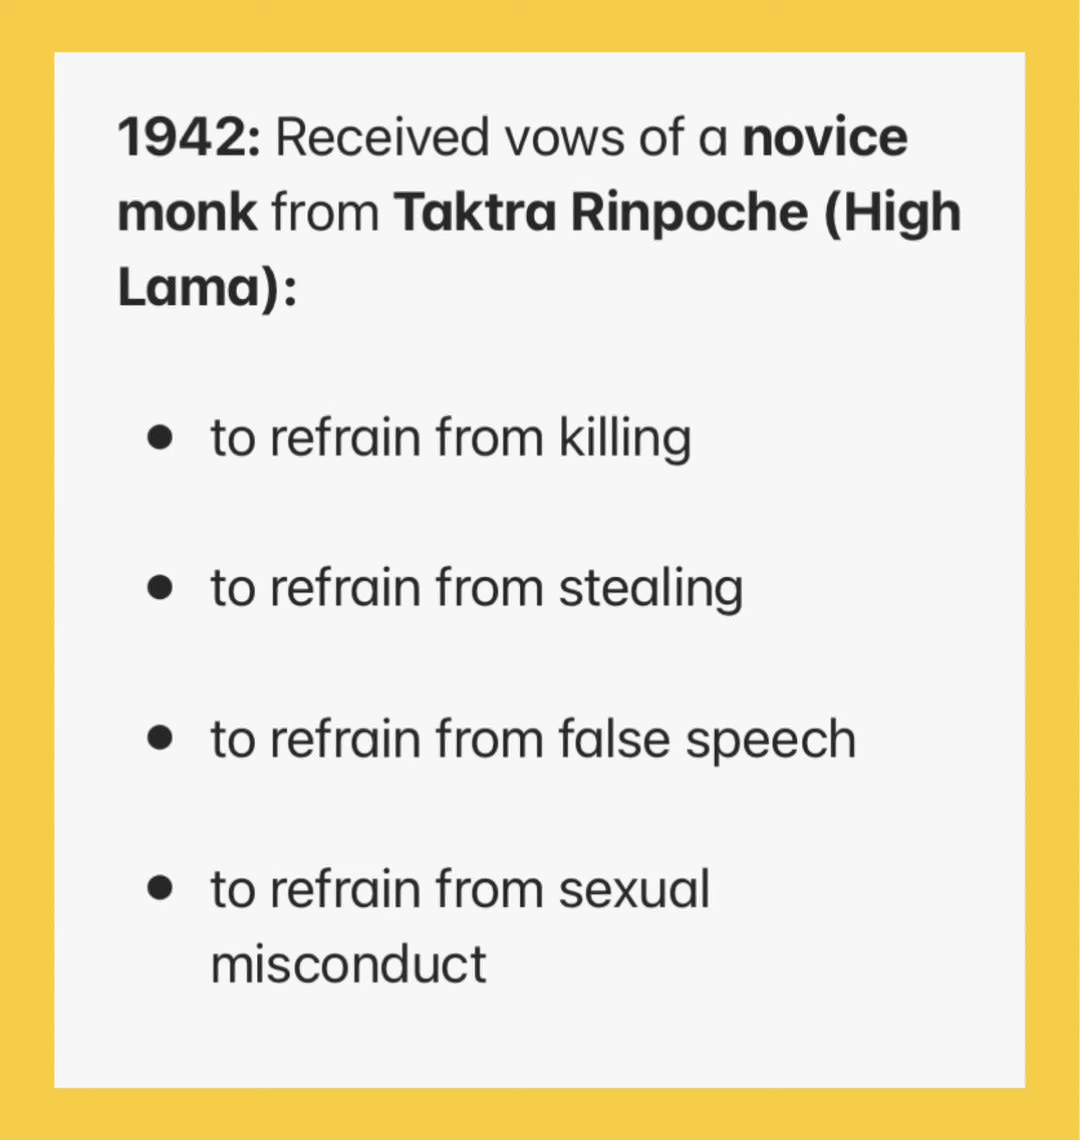 1942: Received vows of a novice
monk from Taktra Rinpoche (High
Lama):
● to refrain from killing
● to refrain from stealing
● to refrain from false speech
● to refrain from sexual
misconduct